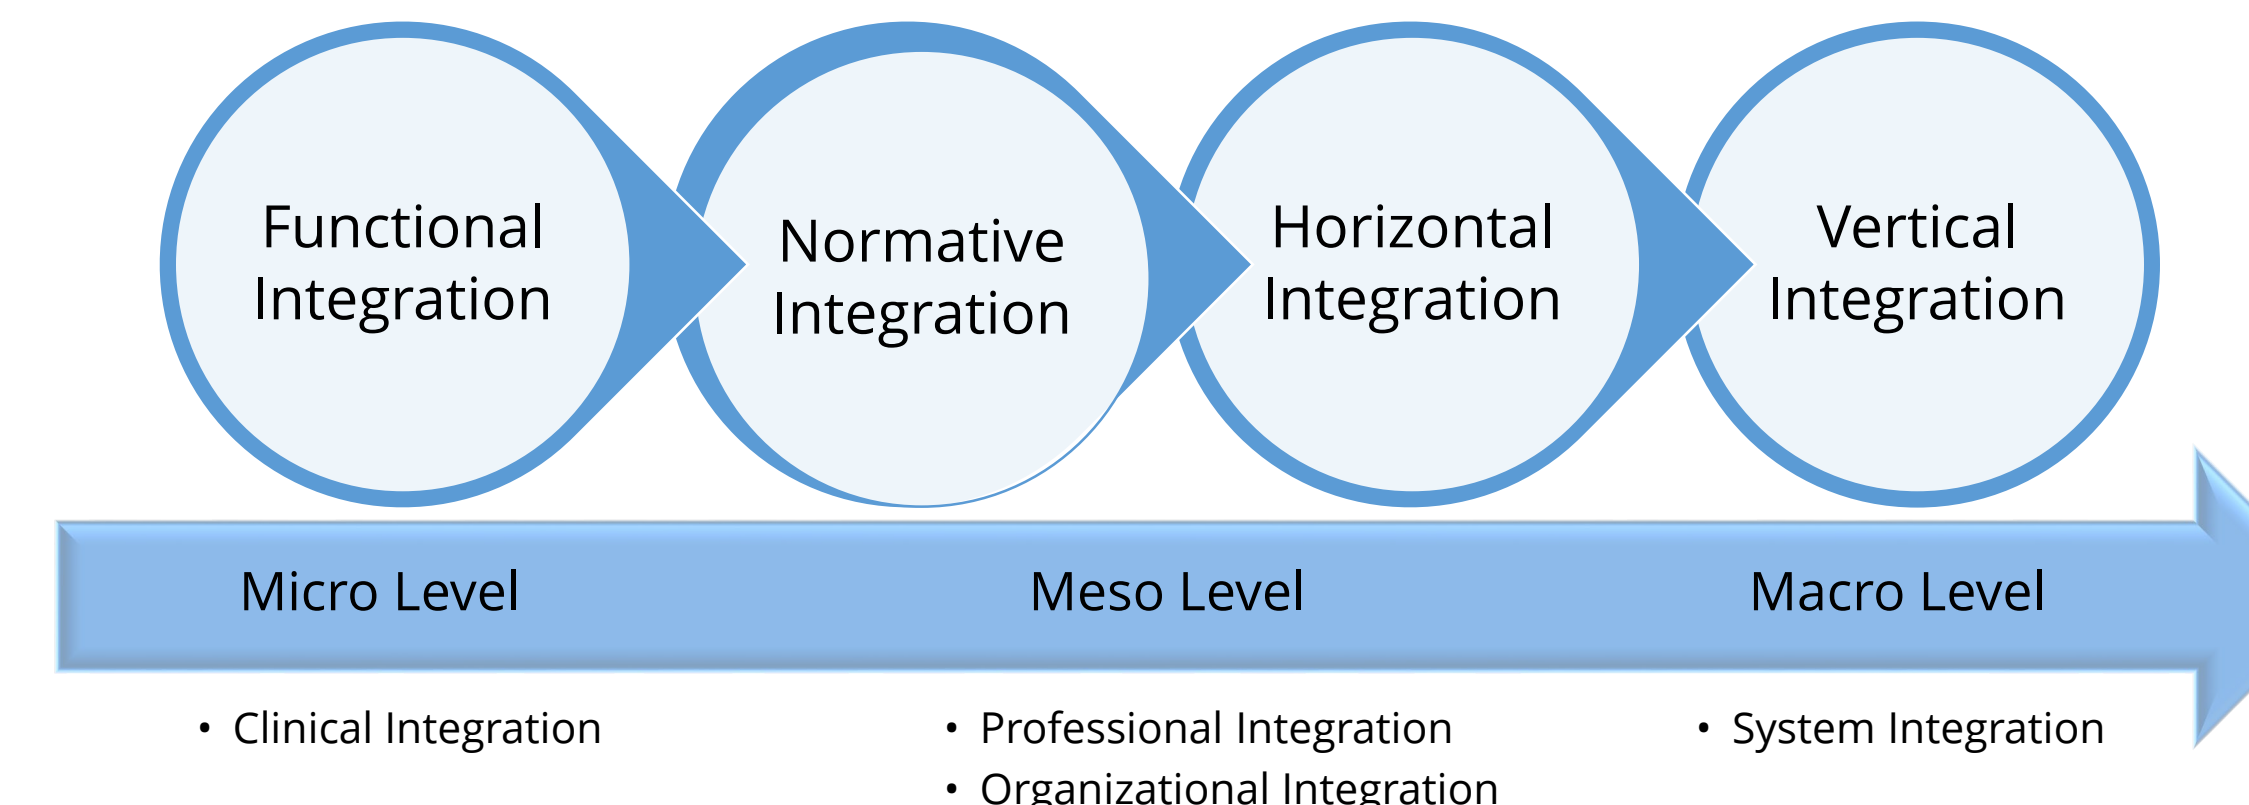 Functional
Integration
Normative
Integration
Horizontal
Integration
Vertical
Integration
Micro Level
Meso Level
Macro Level
• Clinical Integration
• Professional Integration
• Organizational Integration
• System Integration